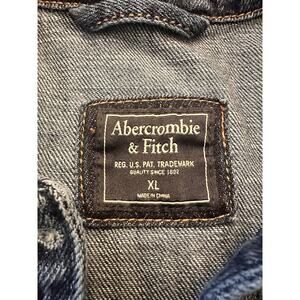 Abercrombie
& Fitch
REG. U.S. PAT. TRADEMARK
QUALITY SINCE 1892
XL
MADE IN CHINA